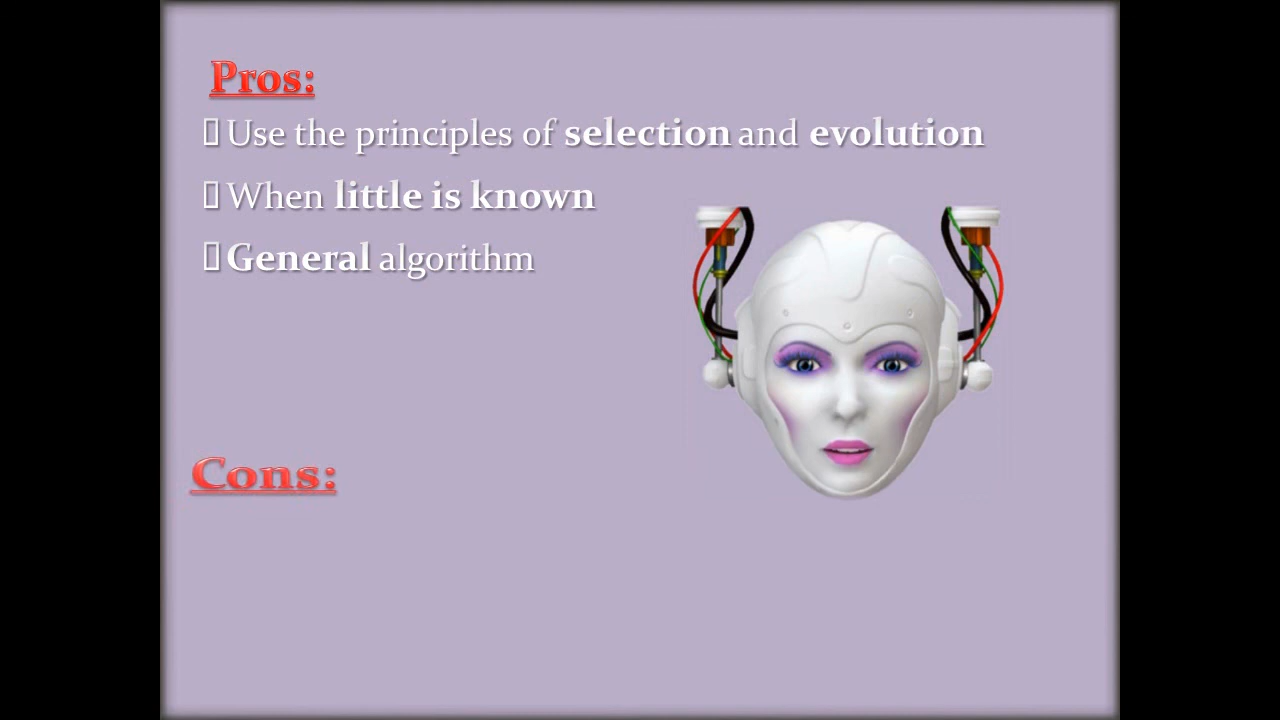 Pros:
Use the principles of selection and evolution
When little is known
General algorithm
Cons: